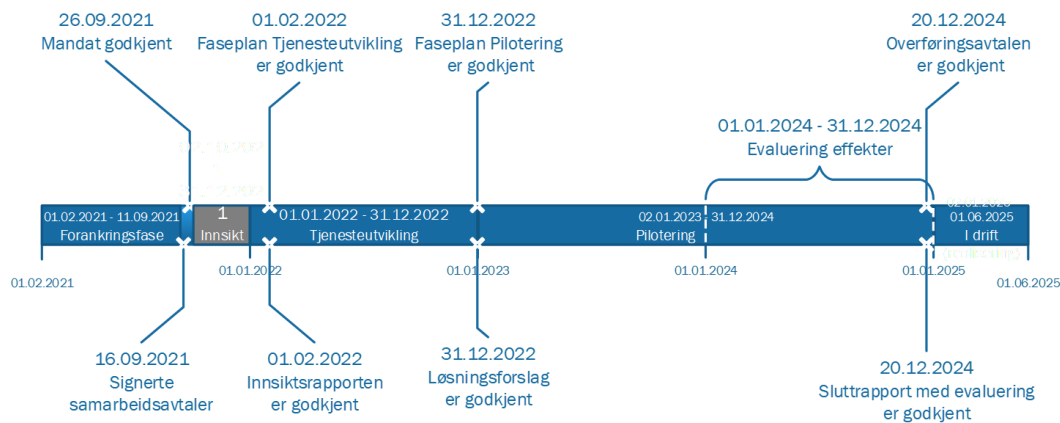 26.09.2021
Mandat godkjent
01.02.2022
Faseplan Tjenesteutvikling
er godkjent
31.12.2022
Faseplan Pilotering
er godkjent
20.12.2024
Overføringsavtalen
er godkjent
01.01.2024 - 31.12.2024
Evaluering effekter
01.02.2021 - 11.09.2021
Forankringsfase
1
Innsikt
01.01.2022 - 31.12.2022
Tjenesteutvikling
02.01.2023 - 31.12.2024
Pilotering
01.06.2025
I drift
01.02.2021
01.01.2022
01.01.2023
01.01.2024
01.01.2025
01.06.2025
16.09.2021
Signerte
samarbeidsavtaler
01.02.2022
Innsiktsrapporten
er godkjent
31.12.2022
Løsningsforslag
er godkjent
20.12.2024
Sluttrapport med evaluering
er godkjent